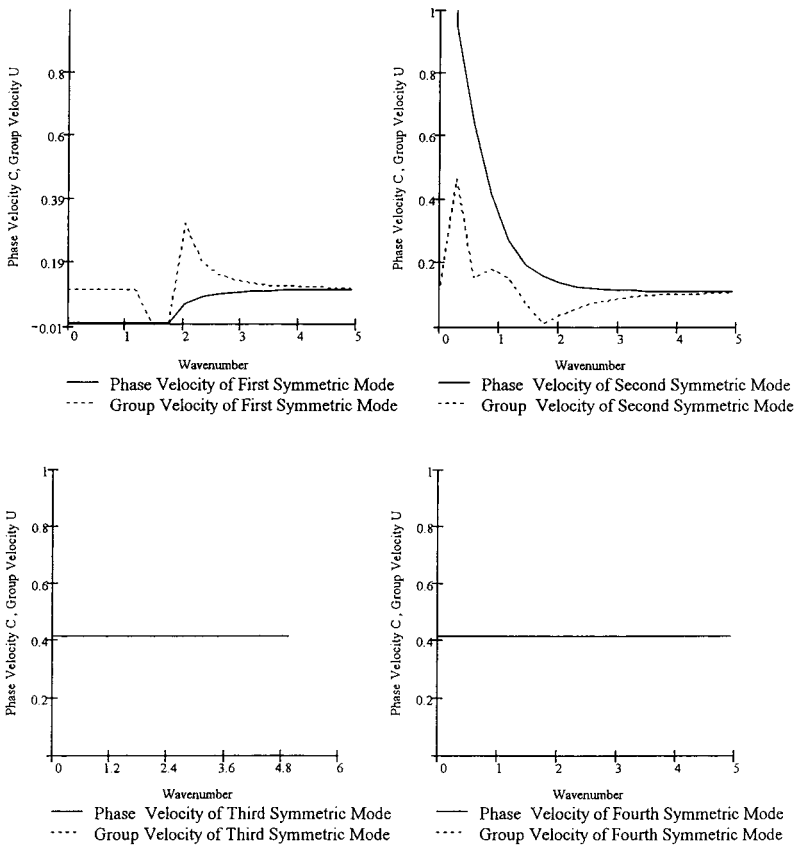 Phase Velocity C, Group Velocity U
0.8
0.6
0.39
0.19
−0.01
0 1 2 3 4 5
Wavenumber
Phase Velocity of First Symmetric Mode
Group Velocity of First Symmetric Mode
Phase Velocity C, Group Velocity U
1
0.8
0.6
0.4
0.2
0 1 2 3 4 5
Wavenumber
Phase Velocity of Second Symmetric Mode
Group Velocity of Second Symmetric Mode
Phase Velocity C, Group Velocity U
1
0.8
0.6
0.4
0.2
0 1.2 2.4 3.6 4.8 6
Wavenumber
Phase Velocity of Third Symmetric Mode
Group Velocity of Third Symmetric Mode
Phase Velocity C, Group Velocity U
1
0.8
0.6
0.4
0.2
0 1 2 3 4 5
Wavenumber
Phase Velocity of Fourth Symmetric Mode
Group Velocity of Fourth Symmetric Mode